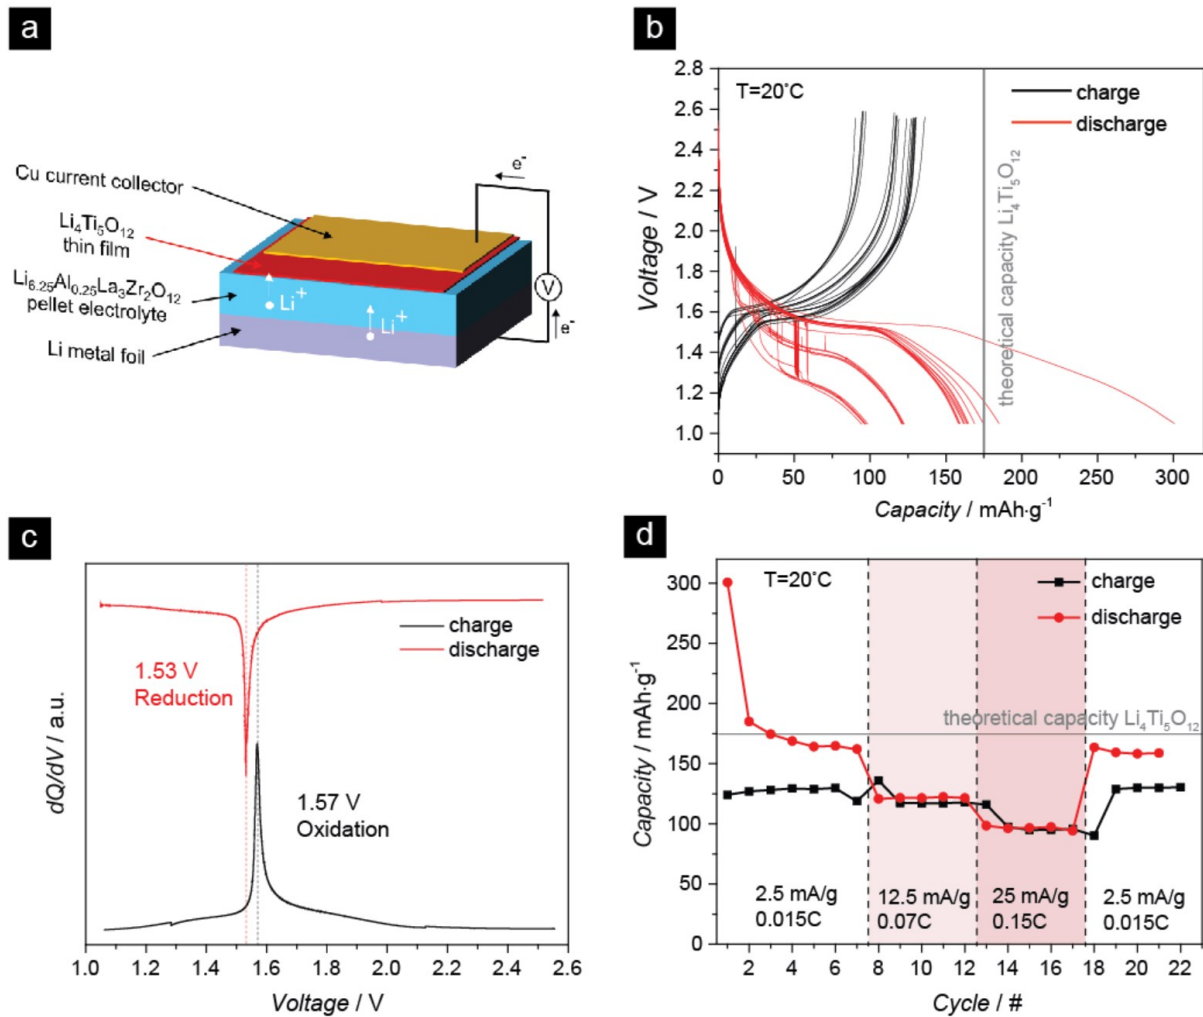 a
Cu current collector
Li₄Ti₅O₁₂
thin film
Li₆.₂₅Al₀.₂₅La₃Zr₂O₁₂
pellet electrolyte
Li metal foil
e⁻
V
e⁻
Li⁺
Li⁺
b
T=20°C
charge
discharge
theoretical capacity Li₄Ti₅O₁₂
Voltage / V
2.8
2.6
2.4
2.2
2.0
1.8
1.6
1.4
1.2
1.0
0 50 100 150 200 250 300
Capacity / mAh·g⁻¹
c
charge
discharge
1.53 V
Reduction
1.57 V
Oxidation
dQ/dV / a.u.
1.0 1.2 1.4 1.6 1.8 2.0 2.2 2.4 2.6
Voltage / V
d
T=20°C
charge
discharge
theoretical capacity Li₄Ti₅O₁₂
Capacity / mAh·g⁻¹
300
250
200
150
100
50
0
2.5 mA/g
0.015C
12.5 mA/g
0.07C
25 mA/g
0.15C
2.5 mA/g
0.015C
2 4 6 8 10 12 14 16 18 20 22
Cycle / #